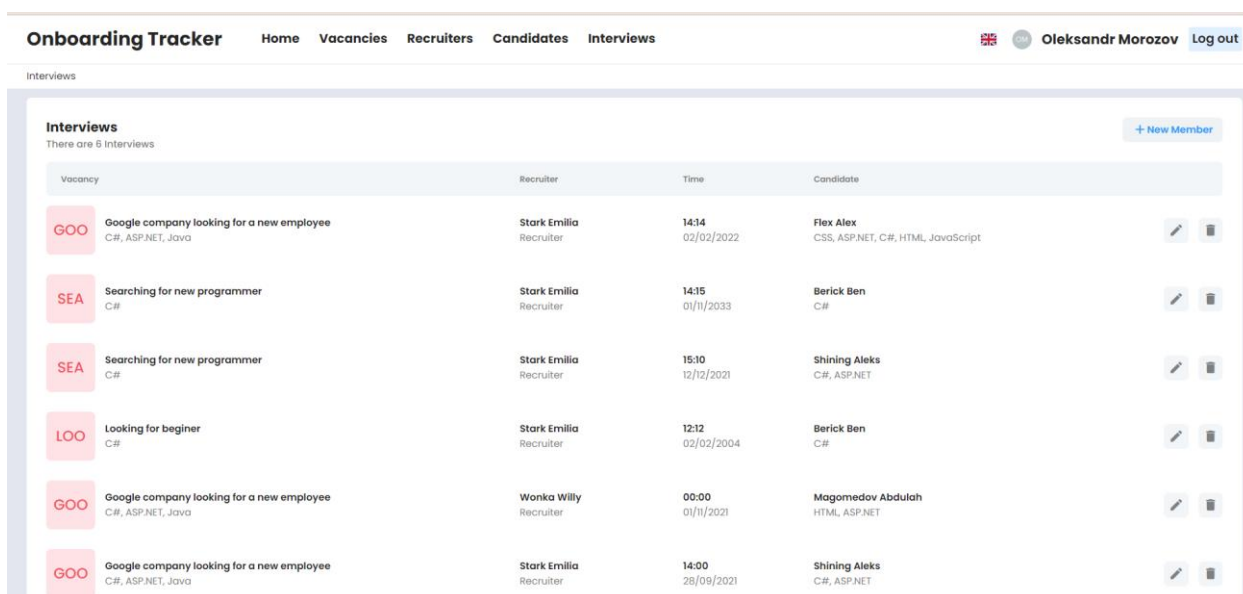 Onboarding Tracker Home Vacancies Recruiters Candidates Interviews OM Oleksandr Morozov Log out
Interviews
Interviews
There are 6 Interviews
+ New Member
Vacancy Recruiter Time Candidate
GOO Google company looking for a new employee Stark Emilia 14:14 Flex Alex
C#, ASP.NET, Java Recruiter 02/02/2022 CSS, ASP.NET, C#, HTML, JavaScript
SEA Searching for new programmer Stark Emilia 14:15 Berick Ben
C# Recruiter 01/11/2033 C#
SEA Searching for new programmer Stark Emilia 15:10 Shining Aleks
C# Recruiter 12/12/2021 C#, ASP.NET
LOO Looking for beginer Stark Emilia 12:12 Berick Ben
C# Recruiter 02/02/2004 C#
GOO Google company looking for a new employee Wonka Willy 00:00 Magomedov Abdulah
C#, ASP.NET, Java Recruiter 01/11/2021 HTML, ASP.NET
GOO Google company looking for a new employee Stark Emilia 14:00 Shining Aleks
C#, ASP.NET, Java Recruiter 28/09/2021 C#, ASP.NET